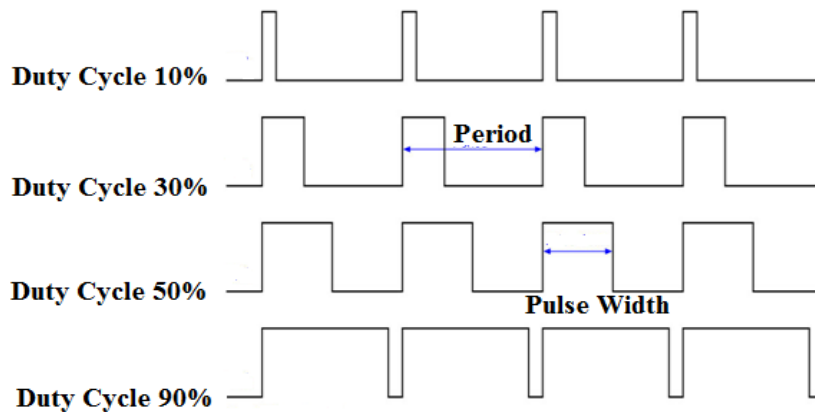 Duty Cycle 10%
Period
Duty Cycle 30%
Duty Cycle 50%
Pulse Width
Duty Cycle 90%